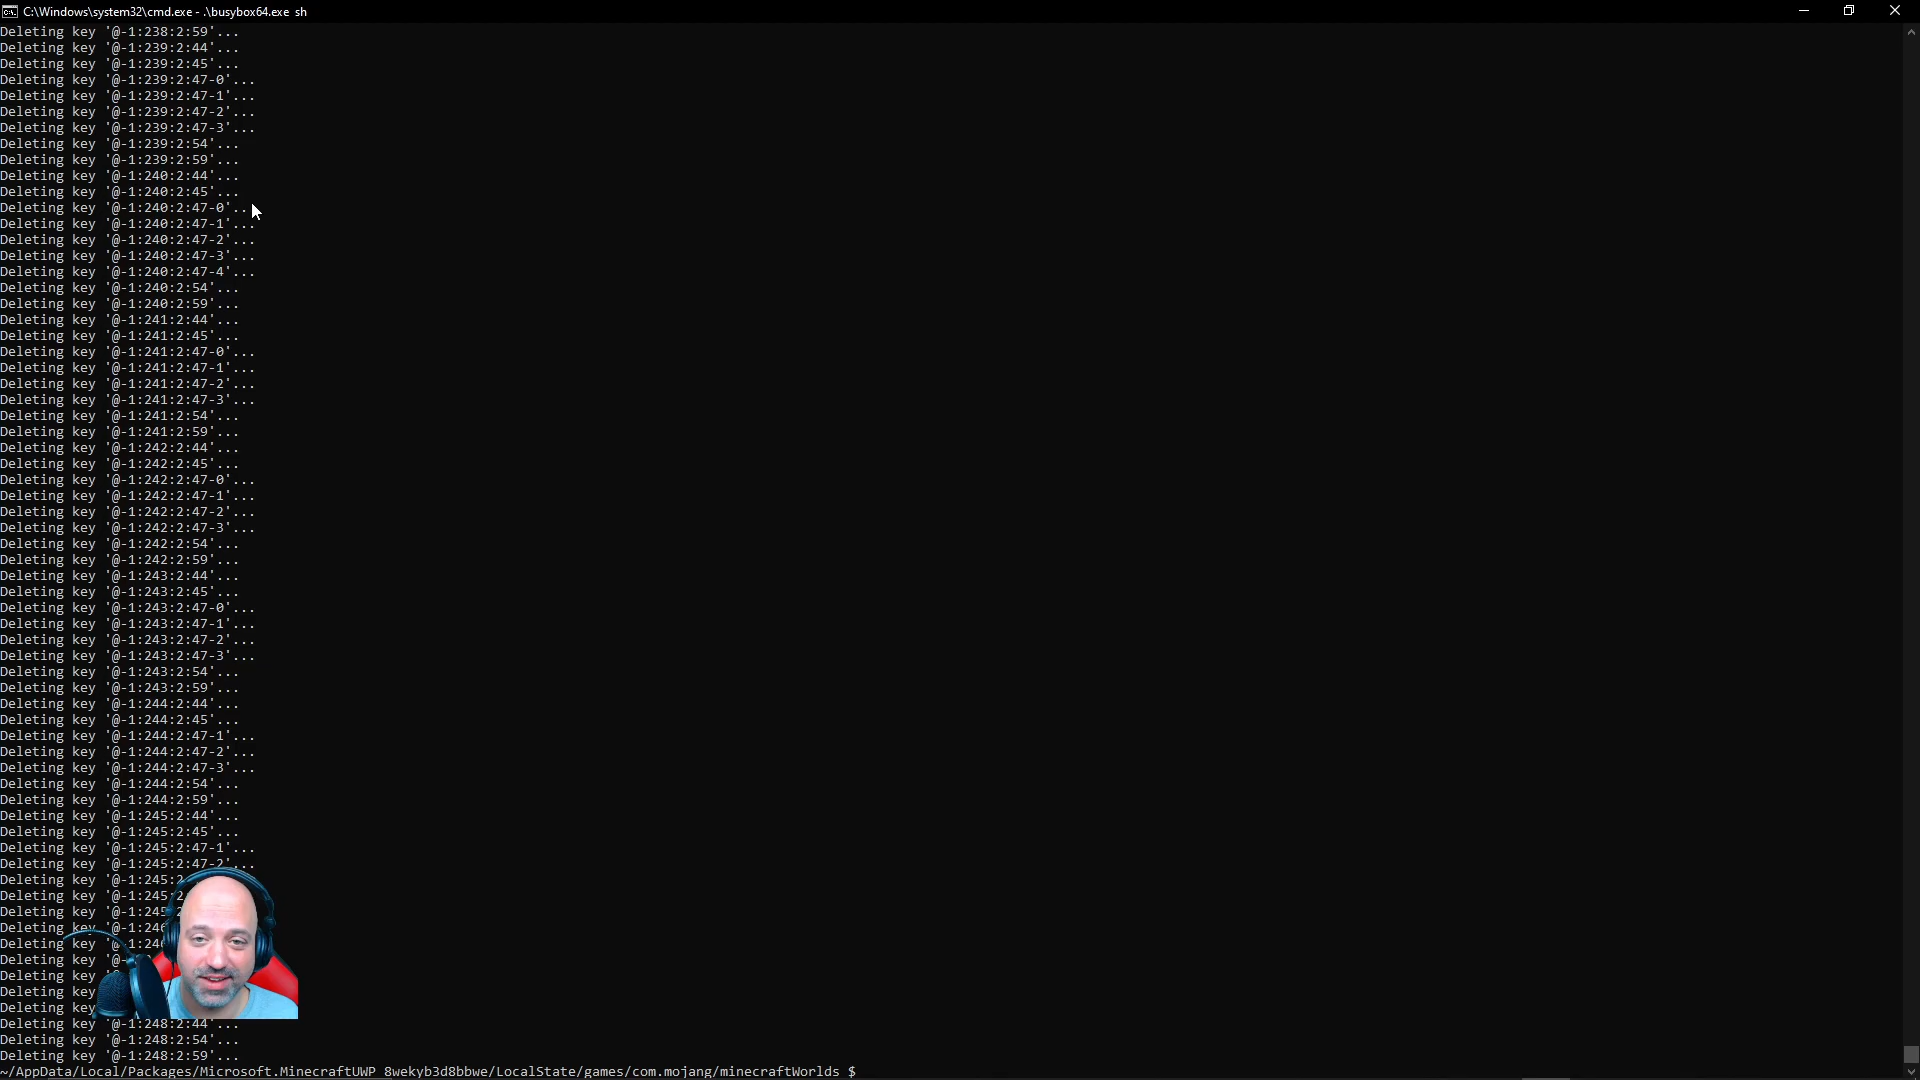 C:\Windows\system32\cmd.exe - .\busybox64.exe sh
Deleting key '@-1:238:2:59'...
Deleting key '@-1:239:2:44'...
Deleting key '@-1:239:2:45'...
Deleting key '@-1:239:2:47-0'...
Deleting key '@-1:239:2:47-1'...
Deleting key '@-1:239:2:47-2'...
Deleting key '@-1:239:2:47-3'...
Deleting key '@-1:239:2:54'...
Deleting key '@-1:239:2:59'...
Deleting key '@-1:240:2:44'...
Deleting key '@-1:240:2:45'...
Deleting key '@-1:240:2:47-0'...
Deleting key '@-1:240:2:47-1'...
Deleting key '@-1:240:2:47-2'...
Deleting key '@-1:240:2:47-3'...
Deleting key '@-1:240:2:47-4'...
Deleting key '@-1:240:2:54'...
Deleting key '@-1:240:2:59'...
Deleting key '@-1:241:2:44'...
Deleting key '@-1:241:2:45'...
Deleting key '@-1:241:2:47-0'...
Deleting key '@-1:241:2:47-1'...
Deleting key '@-1:241:2:47-2'...
Deleting key '@-1:241:2:47-3'...
Deleting key '@-1:241:2:54'...
Deleting key '@-1:241:2:59'...
Deleting key '@-1:242:2:44'...
Deleting key '@-1:242:2:45'...
Deleting key '@-1:242:2:47-0'...
Deleting key '@-1:242:2:47-1'...
Deleting key '@-1:242:2:47-2'...
Deleting key '@-1:242:2:47-3'...
Deleting key '@-1:242:2:54'...
Deleting key '@-1:242:2:59'...
Deleting key '@-1:243:2:44'...
Deleting key '@-1:243:2:45'...
Deleting key '@-1:243:2:47-0'...
Deleting key '@-1:243:2:47-1'...
Deleting key '@-1:243:2:47-2'...
Deleting key '@-1:243:2:47-3'...
Deleting key '@-1:243:2:54'...
Deleting key '@-1:243:2:59'...
Deleting key '@-1:244:2:44'...
Deleting key '@-1:244:2:45'...
Deleting key '@-1:244:2:47-1'...
Deleting key '@-1:244:2:47-2'...
Deleting key '@-1:244:2:47-3'...
Deleting key '@-1:244:2:54'...
Deleting key '@-1:244:2:59'...
Deleting key '@-1:245:2:44'...
Deleting key '@-1:245:2:45'...
Deleting key '@-1:245:2:47-1'...
Deleting key '@-1:245:2:47-2'...
Deleting key '@-1:245:2
Deleting key '@-1:245:2
Deleting key '@-1:245:2
Deleting key '@-1:246
Deleting key '@-1:246
Deleting key '@-
Deleting key
Deleting key
Deleting key
Deleting key '@-1:248:2:44'...
Deleting key '@-1:248:2:54'...
Deleting key '@-1:248:2:59'...
~/AppData/Local/Packages/Microsoft.MinecraftUWP_8wekyb3d8bbwe/LocalState/games/com.mojang/minecraftWorlds $